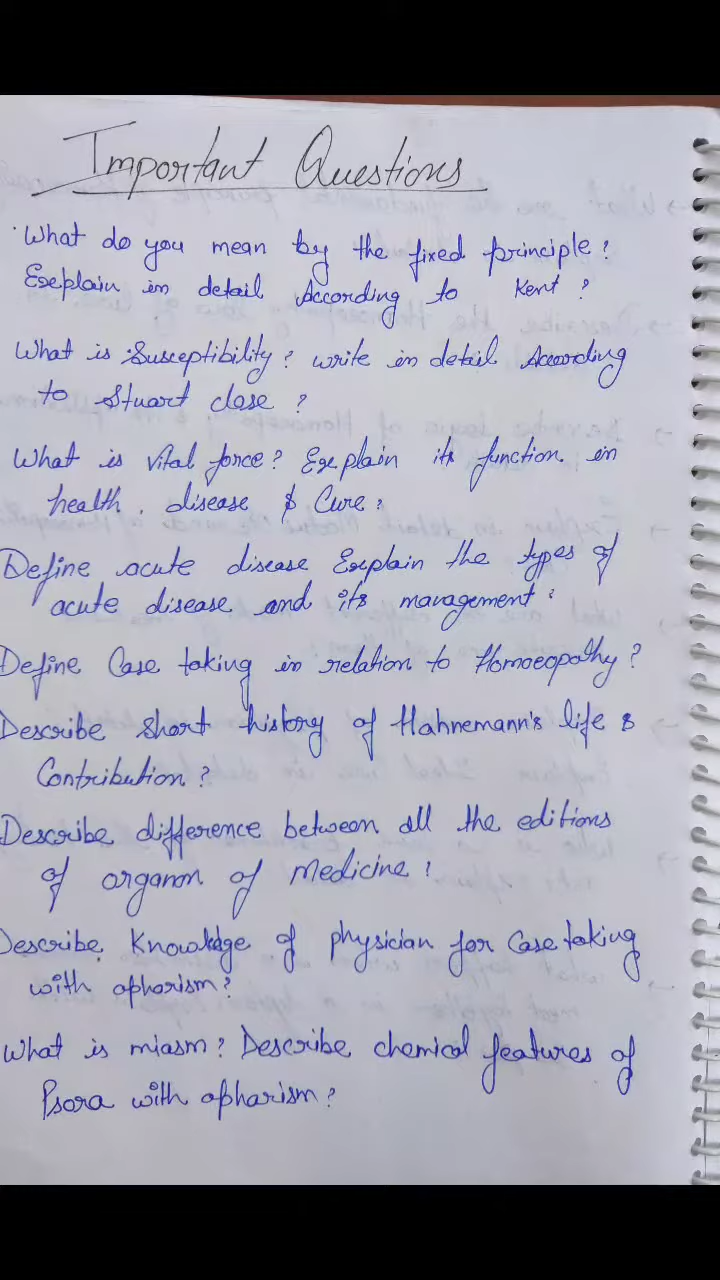 Important Questions
What do you mean by the fixed principle?
Exeplain in detail According to Kent?
What is Susceptibility? write in detail According
to Stuart close?
What is vital force? Explain its function in
health, disease & Cure?
Define acute disease Explain the types of
acute disease and its management?
Define Case taking in relation to Homoeopathy?
Describe short history of Hahnemann's life &
Contribution?
Describe difference between all the editions
of organon of medicine?
Describe Knowledge of physician for Case taking
with apharism?
What is miasm? Describe chemical features of
Psora with apharism?